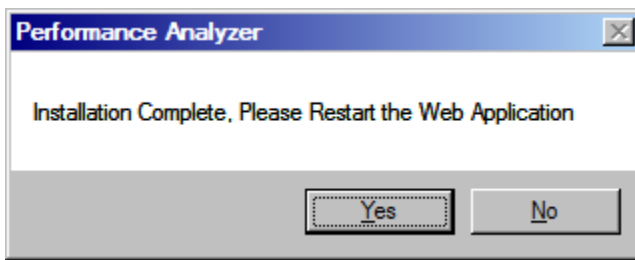 Performance Analyzer
Installation Complete, Please Restart the Web Application
Yes
No